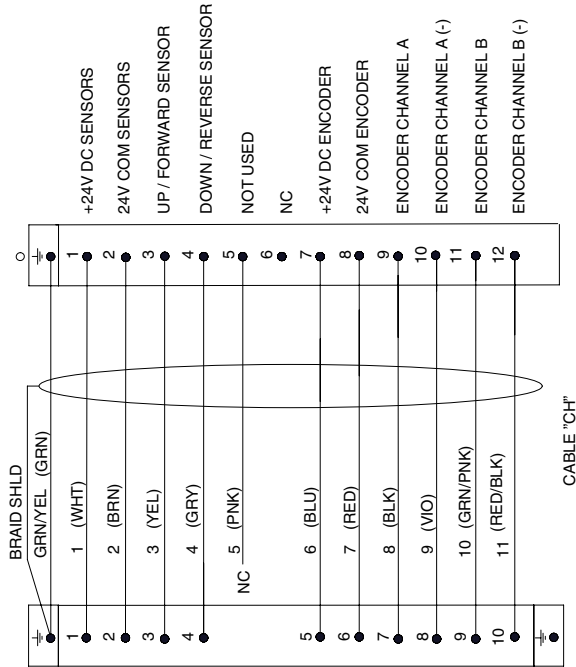 +24V DC SENSORS
24V COM SENSORS
UP / FORWARD SENSOR
DOWN / REVERSE SENSOR
NOT USED
NC
+24V DC ENCODER
24V COM ENCODER
ENCODER CHANNEL A
ENCODER CHANNEL A (-)
ENCODER CHANNEL B
ENCODER CHANNEL B (-)
1
2
3
4
5
6
7
8
9
10
11
12
BRAID SHLD
GRN/YEL (GRN)
1 (WHT)
2 (BRN)
3 (YEL)
4 (GRY)
NC 5 (PNK)
6 (BLU)
7 (RED)
8 (BLK)
9 (VIO)
10 (GRN/PNK)
11 (RED/BLK)
CABLE "CH"
1
2
3
4
5
6
7
8
9
10